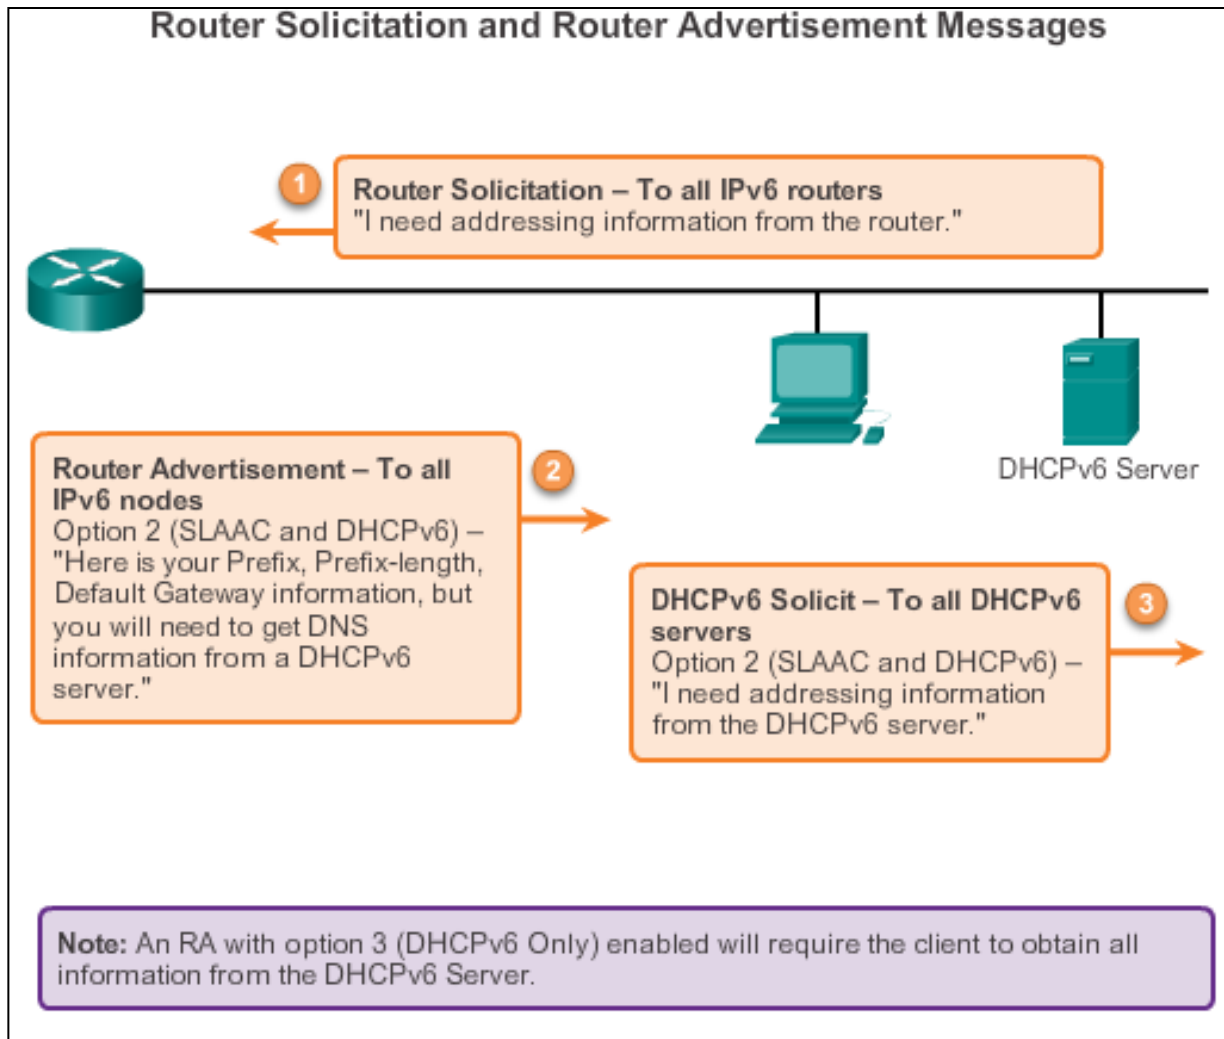 Router Solicitation and Router Advertisement Messages
1
Router Solicitation – To all IPv6 routers
"I need addressing information from the router."
DHCPv6 Server
Router Advertisement – To all
IPv6 nodes
Option 2 (SLAAC and DHCPv6) –
"Here is your Prefix, Prefix-length,
Default Gateway information, but
you will need to get DNS
information from a DHCPv6
server."
2
DHCPv6 Solicit – To all DHCPv6
servers
Option 2 (SLAAC and DHCPv6) –
"I need addressing information
from the DHCPv6 server."
3
Note: An RA with option 3 (DHCPv6 Only) enabled will require the client to obtain all
information from the DHCPv6 Server.